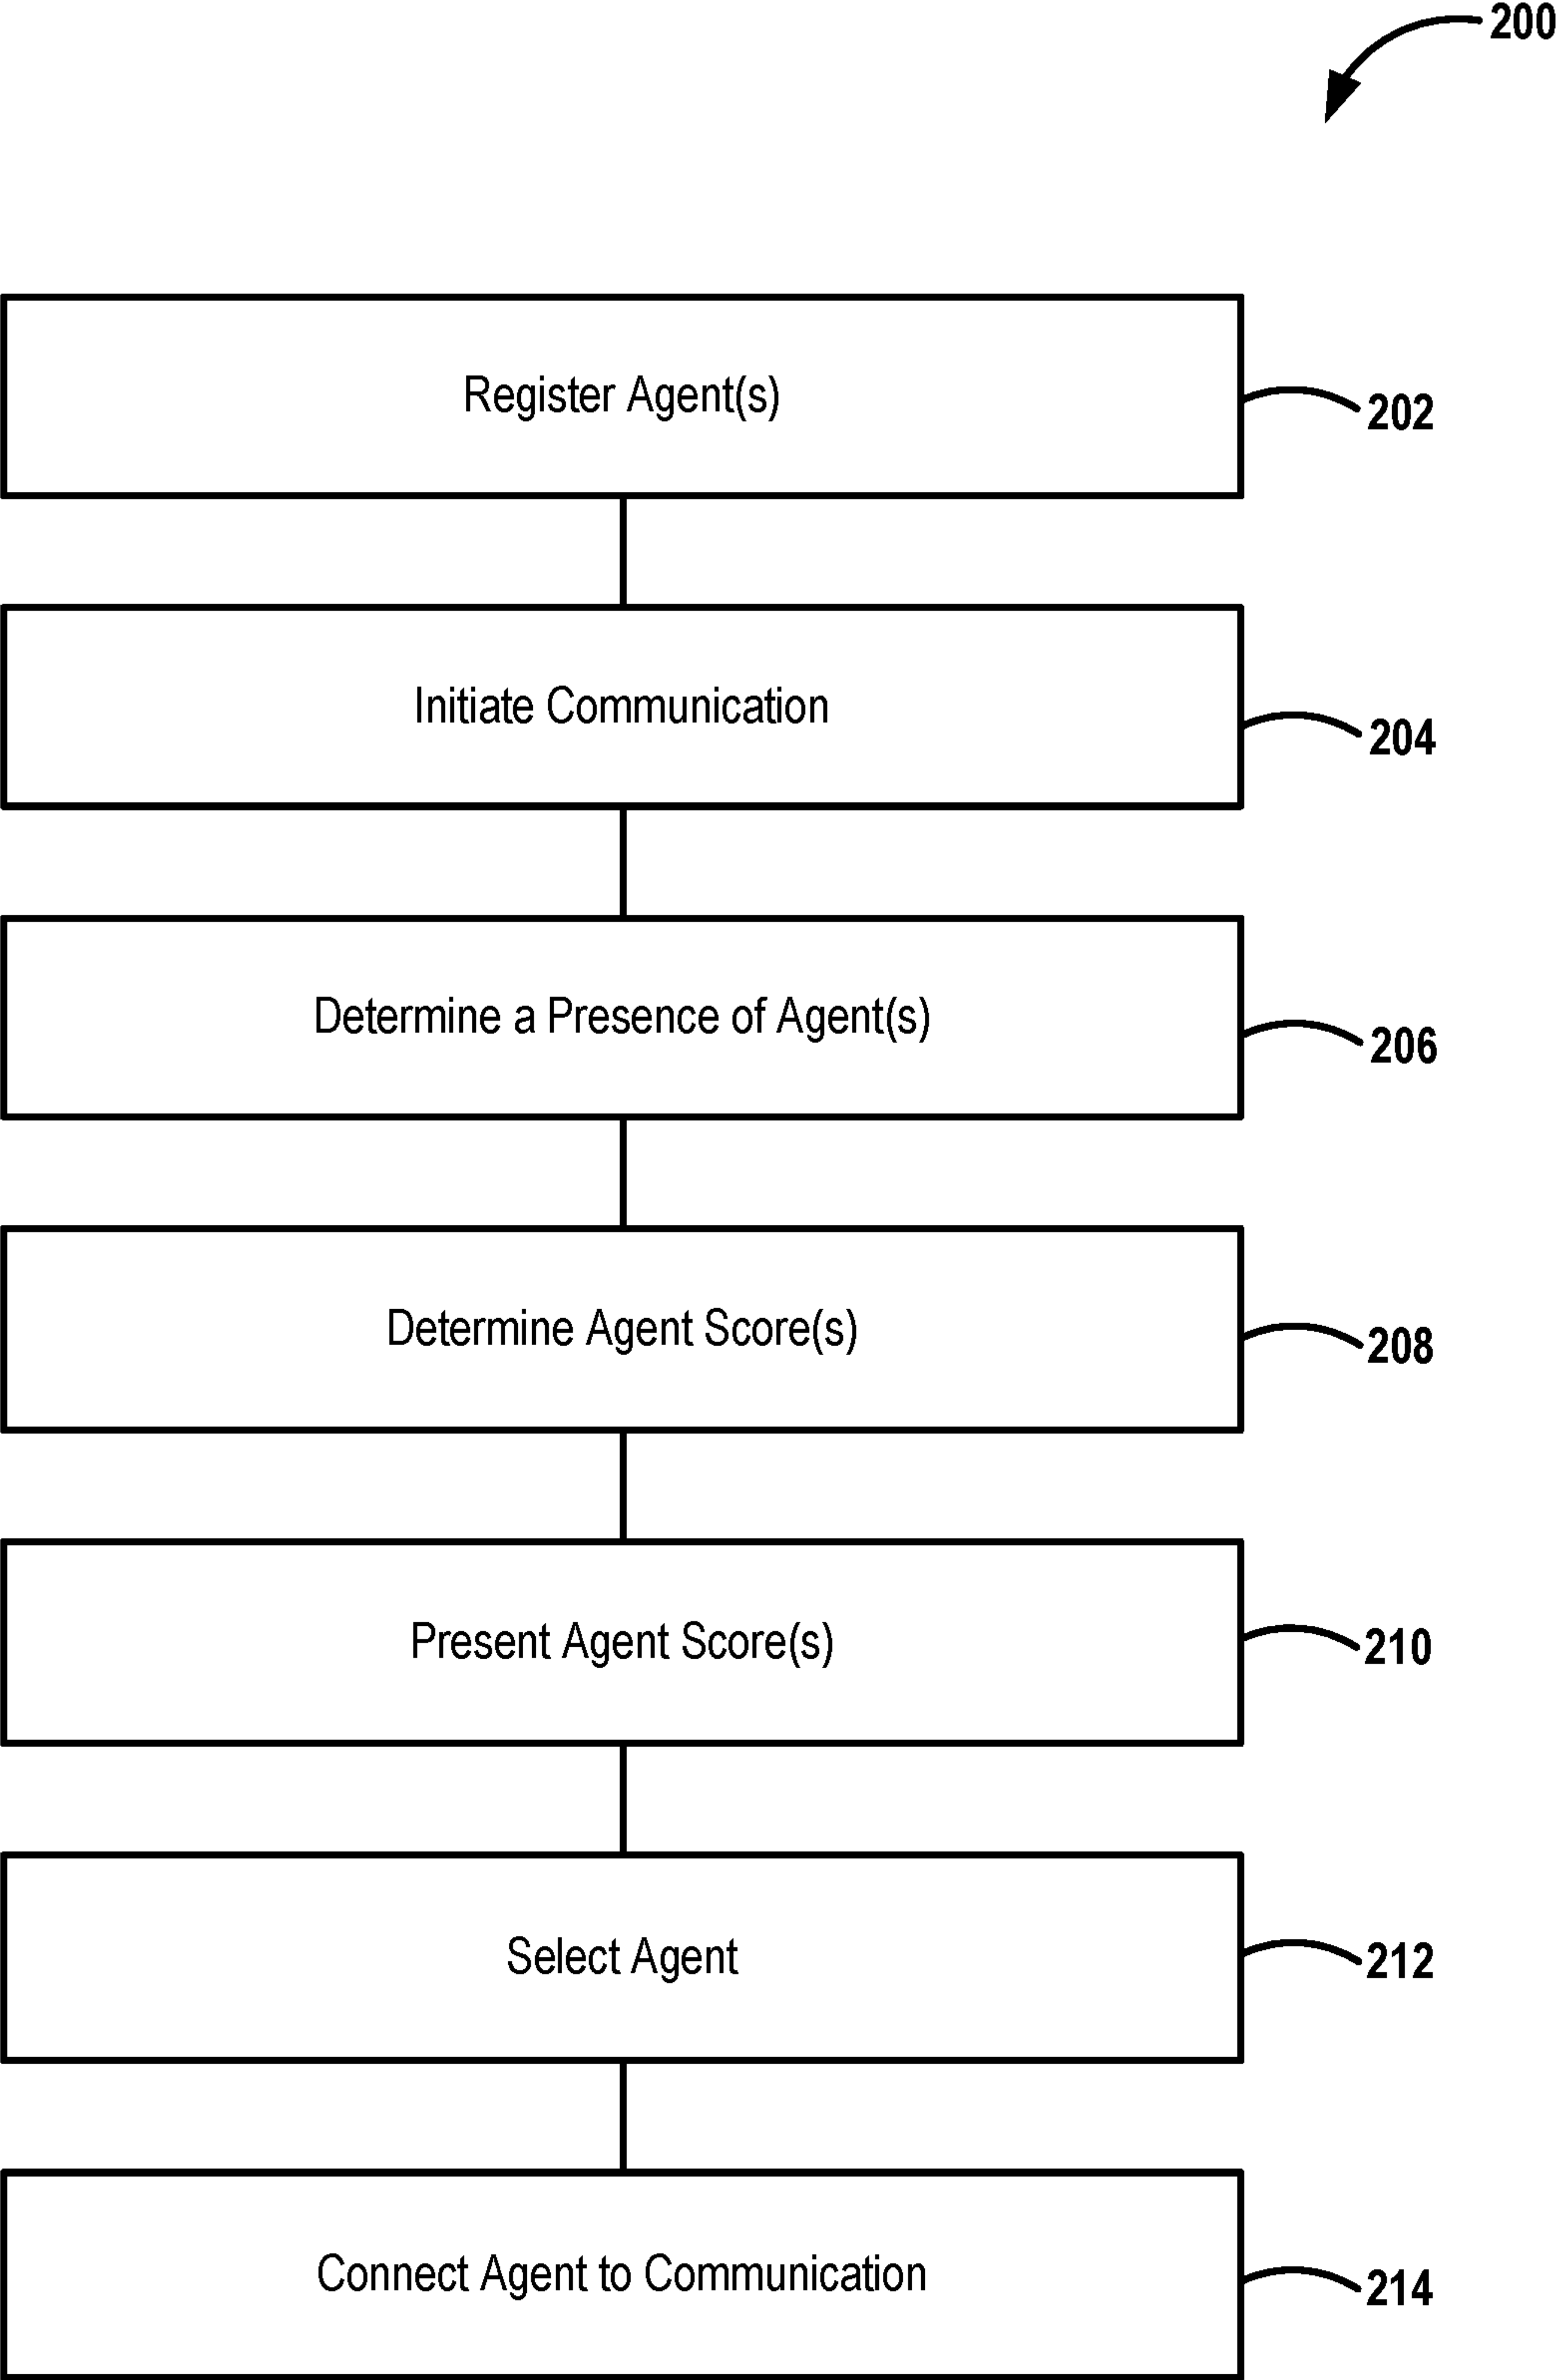 200
Register Agent(s)
202
Initiate Communication
204
Determine a Presence of Agent(s)
206
Determine Agent Score(s)
208
Present Agent Score(s)
210
Select Agent
212
Connect Agent to Communication
214